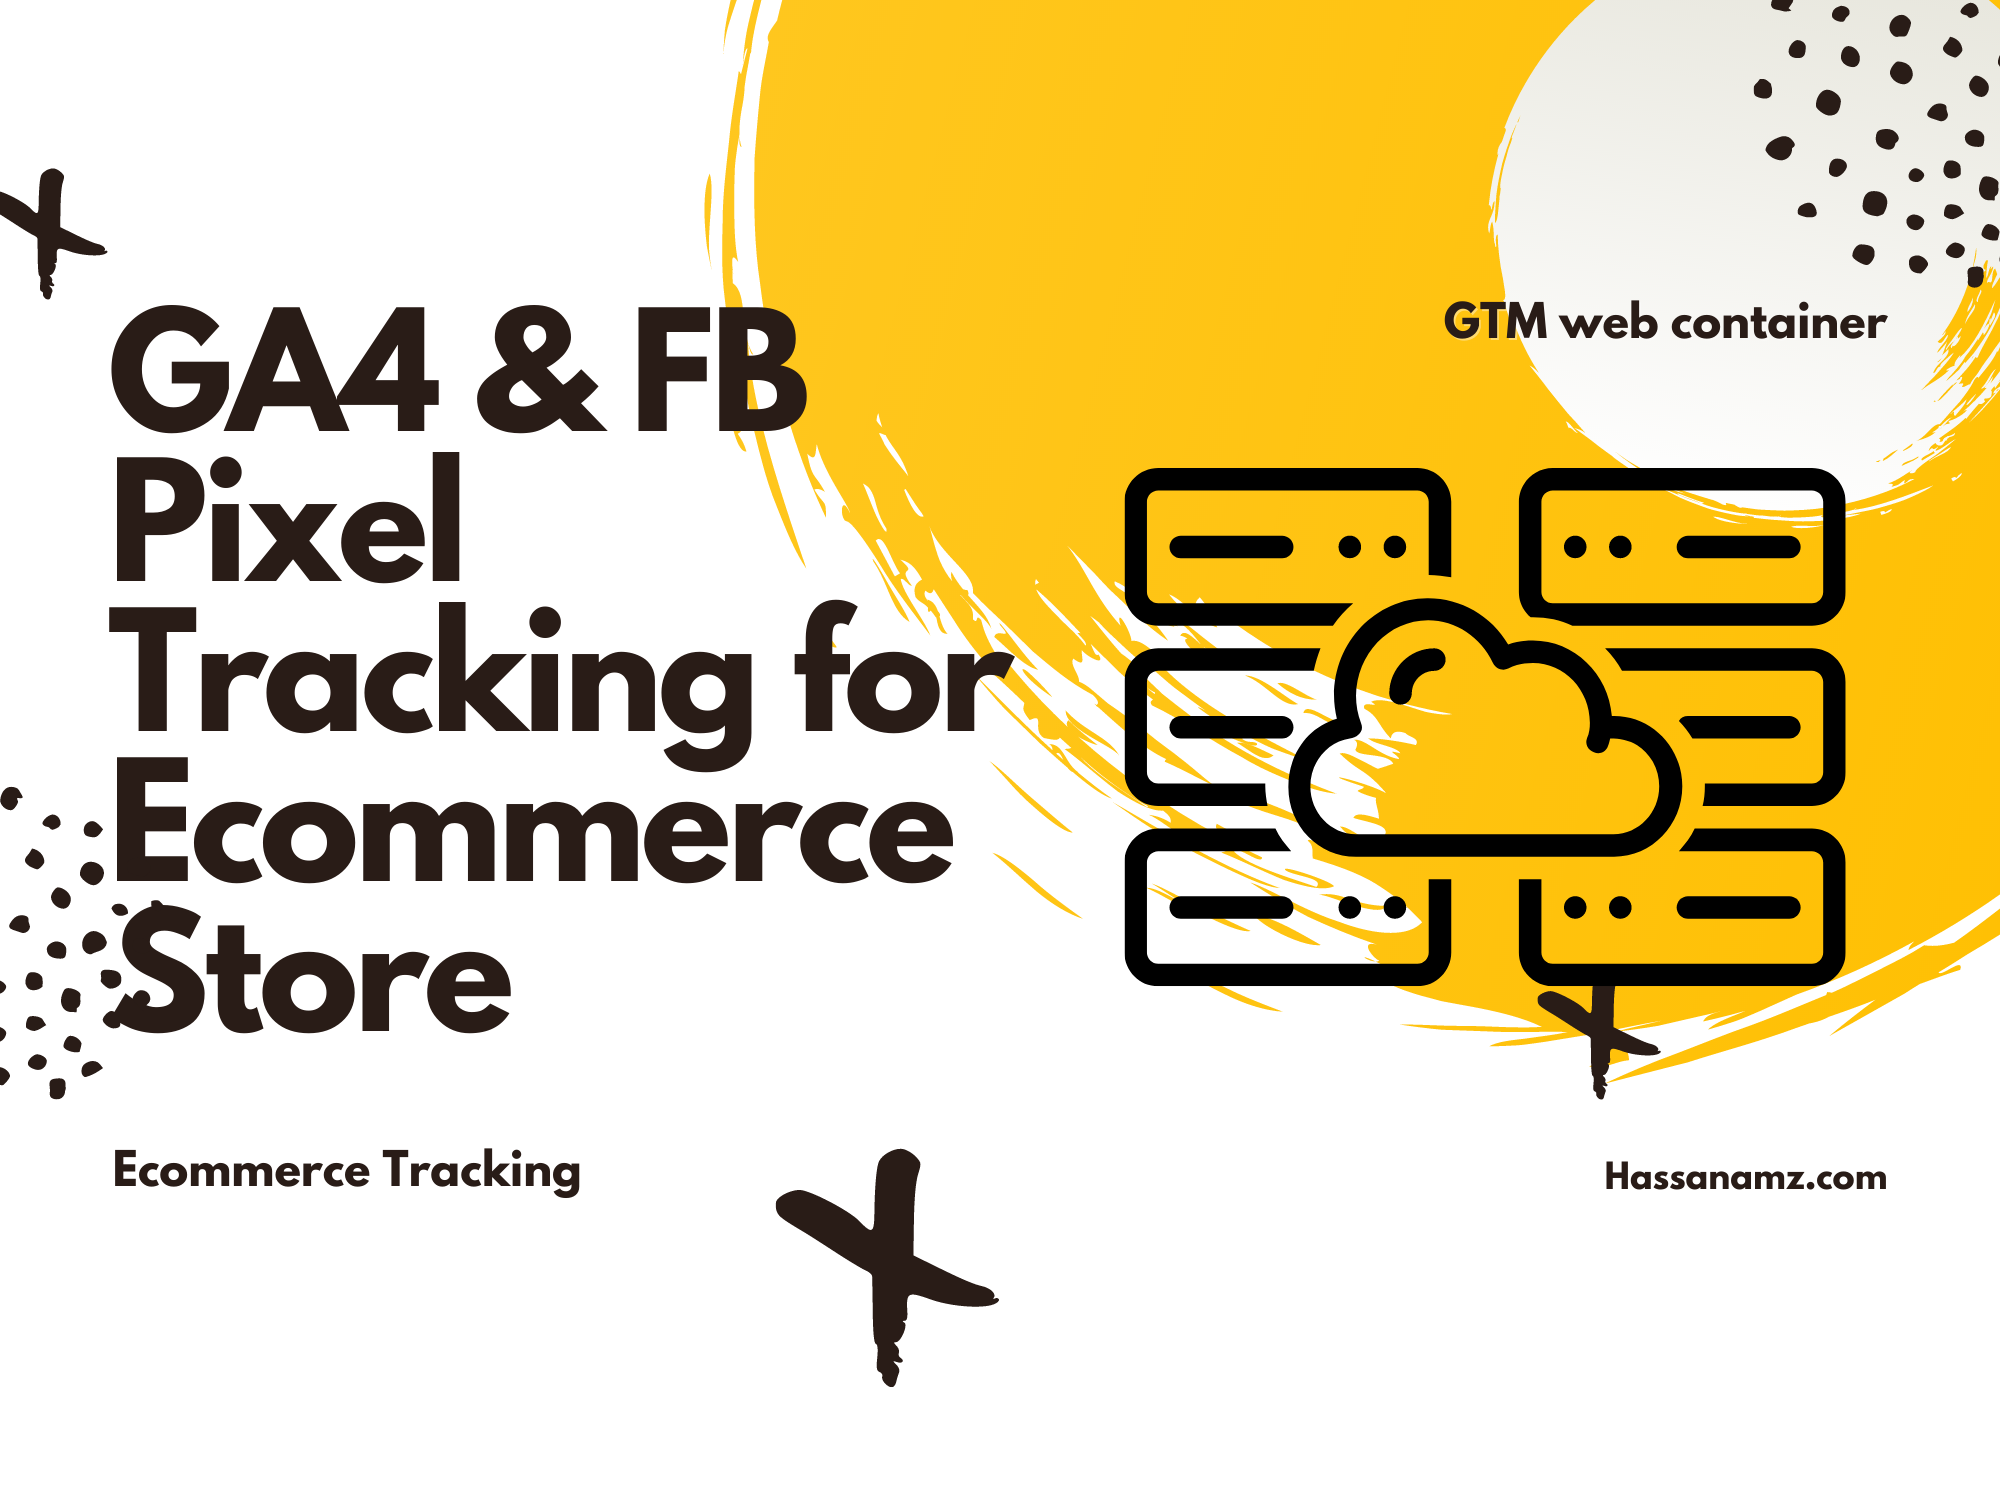 GA4 & FB
Pixel
Tracking for
Ecommerce
Store
GTM web container
Ecommerce Tracking
Hassanamz.com